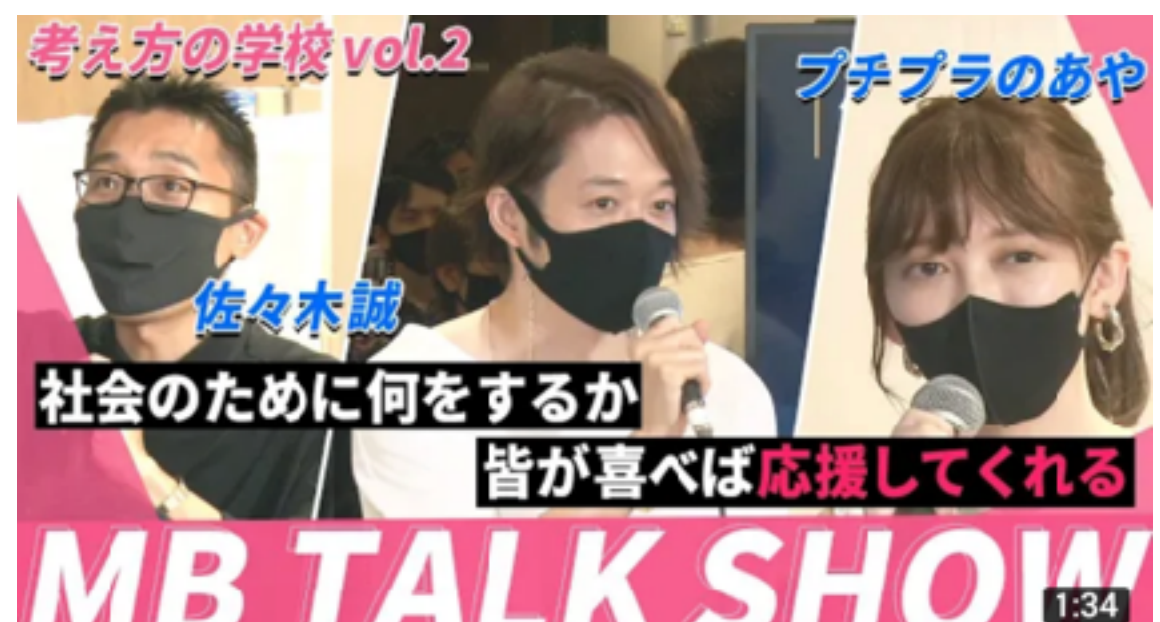 考え方の学校 vol.2
プチプラのあや
佐々木誠
社会のために何をするか
皆が喜べば応援してくれる
MB TALK SHOW
1:34